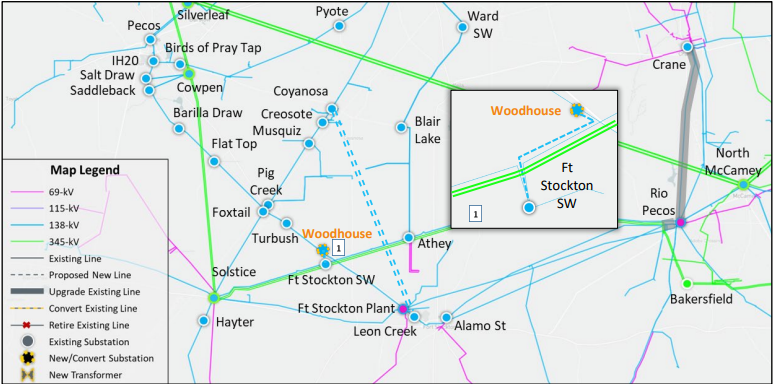 Silverleaf
Pyote
Ward
SW
Pecos
Birds of Pray Tap
IH20
Salt Draw
Saddleback
Cowpen
Crane
Coyanosa
Creosote
Musquiz
Barilla Draw
Blair
Lake
Flat Top
Woodhouse
Ft
Stockton
SW
1
North
McCamey
Map Legend
69-kV
115-kV
138-kV
345-kV
Existing Line
Proposed New Line
Upgrade Existing Line
Convert Existing Line
Retire Existing Line
Existing Substation
New/Convert Substation
New Transformer
Pig
Creek
Foxtail
Turbush
Woodhouse
1
Athey
Rio
Pecos
Solstice
Ft Stockton SW
Ft Stockton Plant
Leon Creek
Alamo St
Hayter
Bakersfield